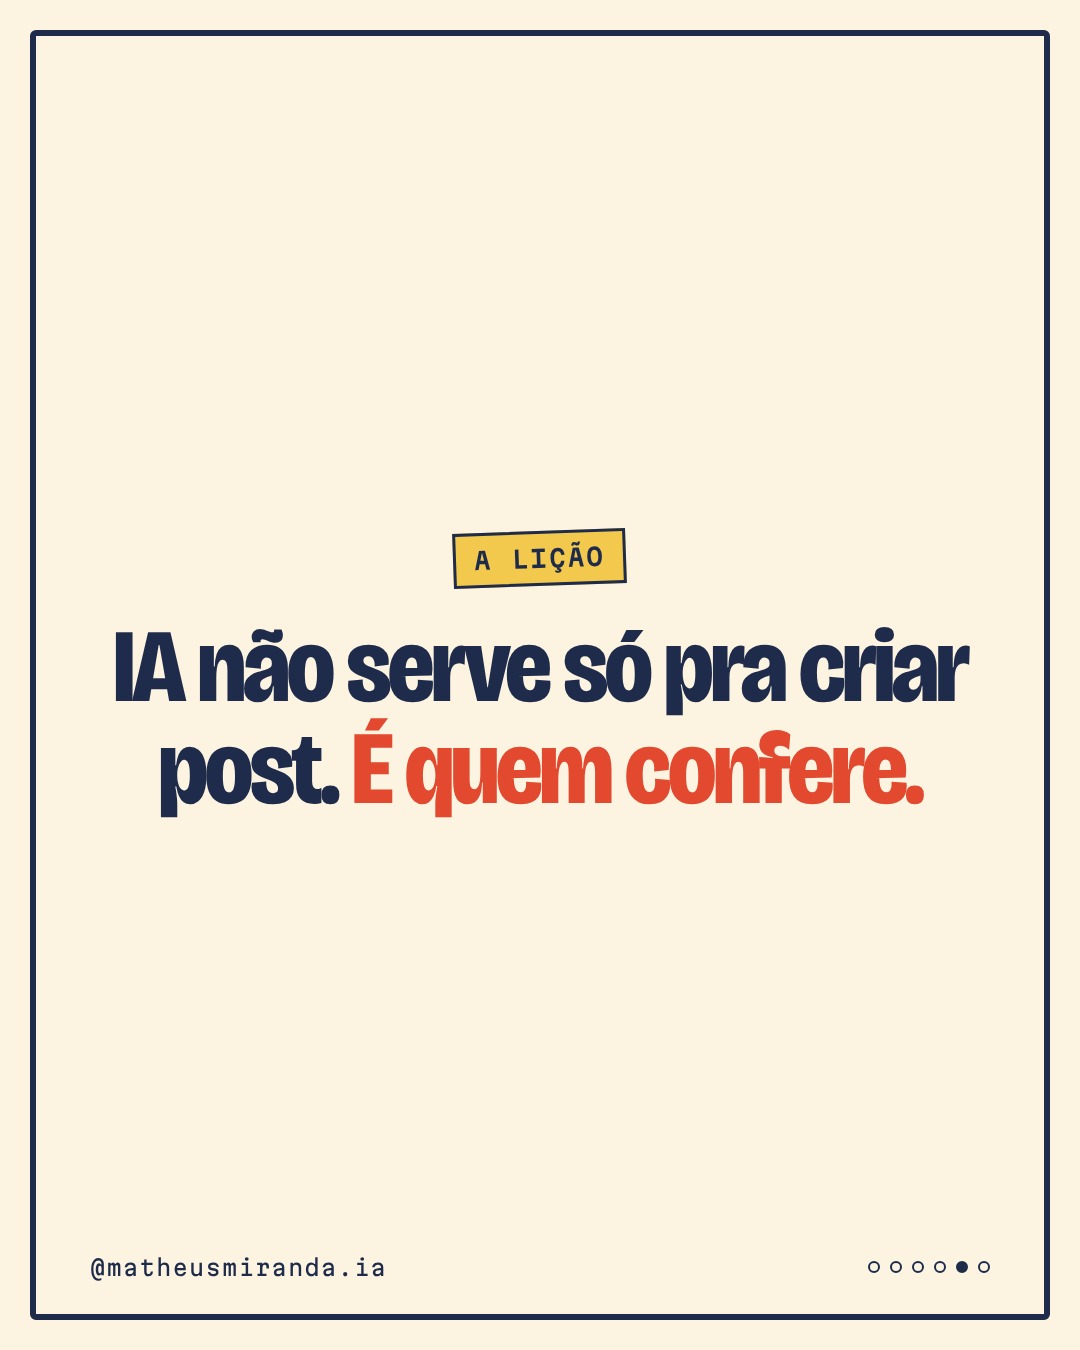 A LIÇÃO
IA não serve só pra criar
post. É quem confere.
@matheusmiranda.ia